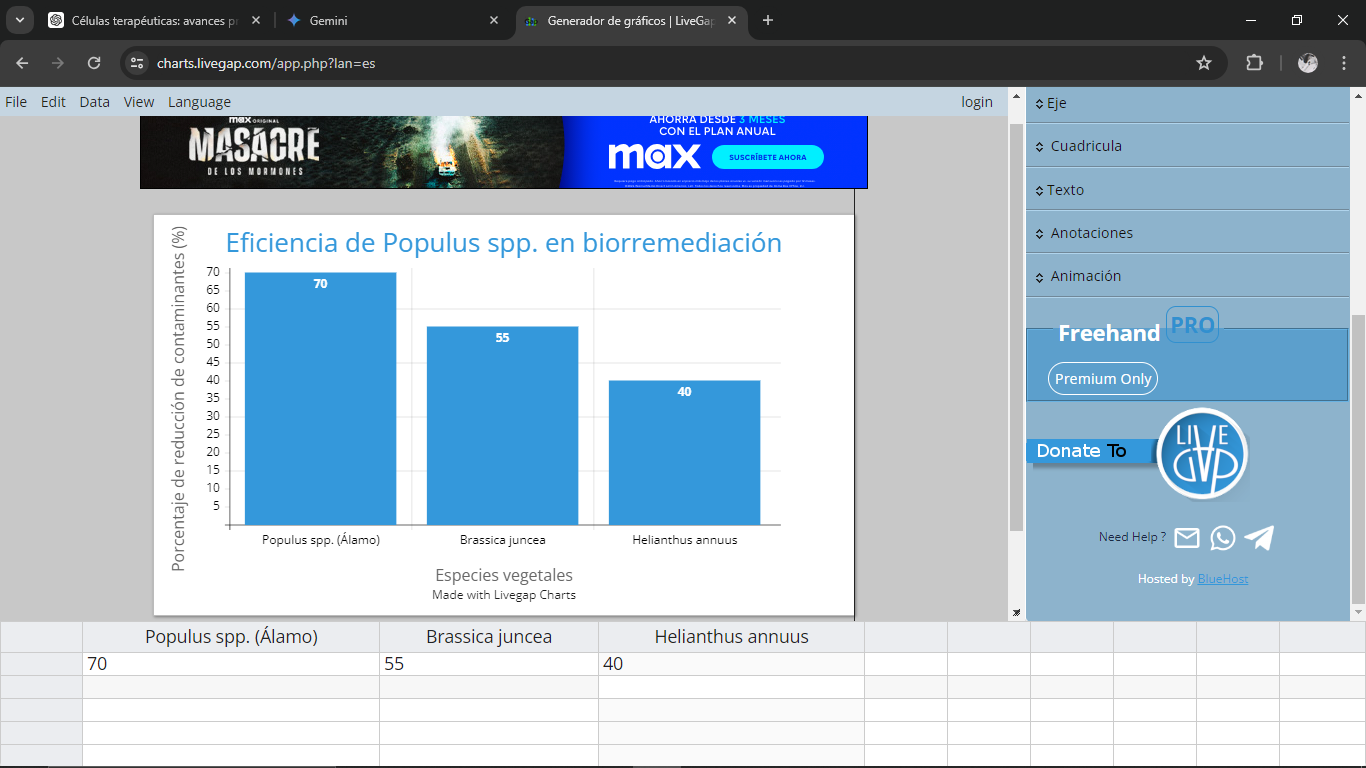 Células terapéuticas: avances pr
Gemini
Generador de gráficos | LiveGap
charts.livegap.com/app.php?lan=es
File Edit Data View Language login
max ORIGINAL
MASACRE
DE LOS MORMONES
AHORRA DESDE 3 MESES
CON EL PLAN ANUAL
max SUSCRÍBETE AHORA
Eficiencia de Populus spp. en biorremediación
Porcentaje de reducción de contaminantes (%)
70
65
60
55
50
45
40
35
30
25
20
15
10
5
70
55
40
Populus spp. (Álamo) Brassica juncea Helianthus annuus
Especies vegetales
Made with Livegap Charts
Eje
Cuadricula
Texto
Anotaciones
Animación
Freehand PRO
Premium Only
Donate To
LIVE GAP
Need Help ?
Hosted by BlueHost
Populus spp. (Álamo) Brassica juncea Helianthus annuus
70 55 40